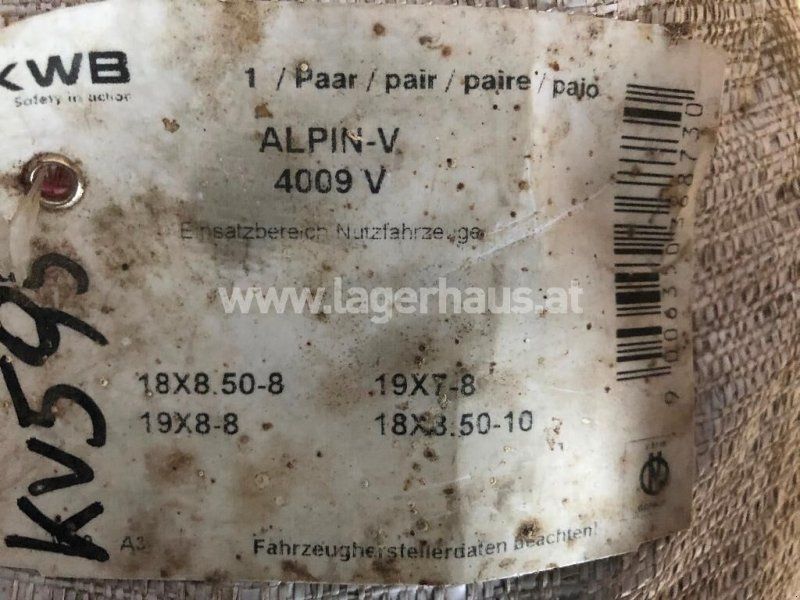 KWB
Safety in action
1 / Paar / pair / paire / pajo
ALPIN-V
4009 V
Einsatzbereich Nutzfahrzeuge
www.lagerhaus.at
18X8.50-8 19X7-8
19X8-8 18X8.50-10
KV595
A3
Fahrzeugherstellerdaten beachten!